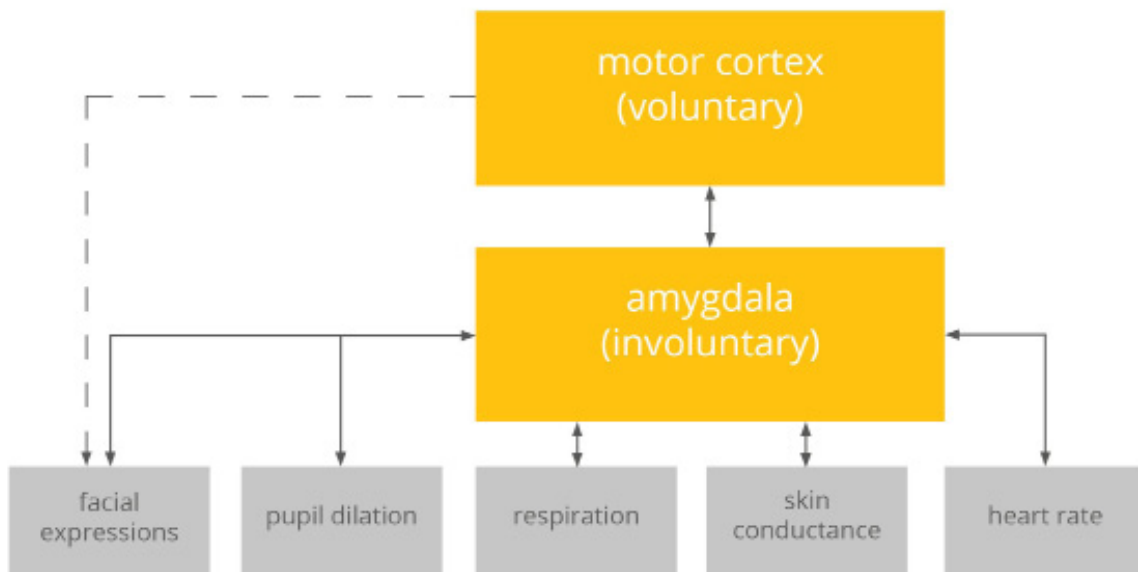 motor cortex
(voluntary)
amygdala
(involuntary)
facial
expressions
pupil dilation
respiration
skin
conductance
heart rate